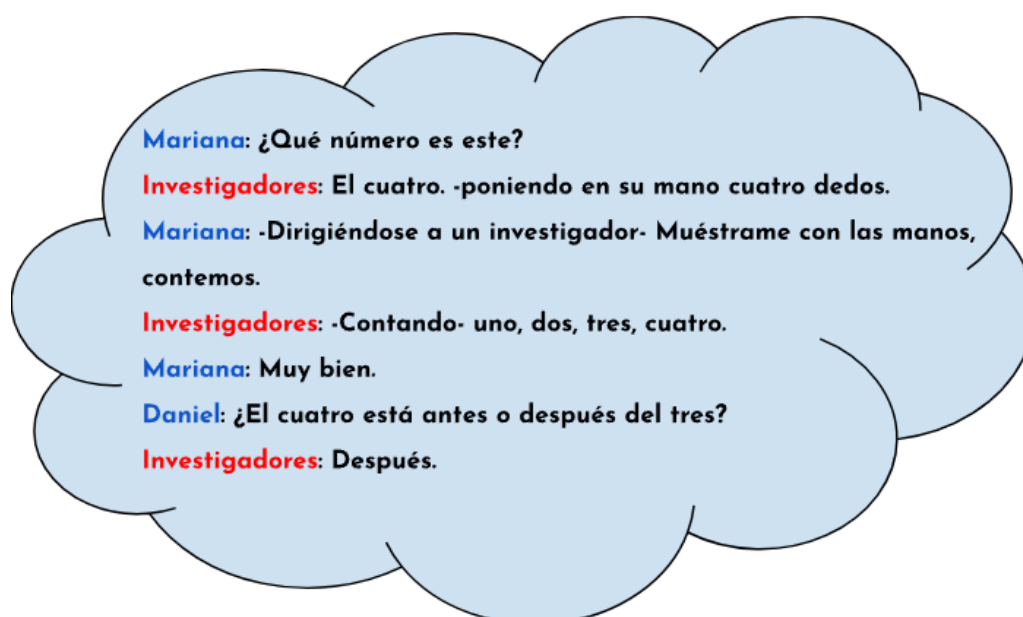 Mariana: ¿Qué número es este?
Investigadores: El cuatro. -poniendo en su mano cuatro dedos.
Mariana: -Dirigiéndose a un investigador- Muéstrame con las manos,
contemos.
Investigadores: -Contando- uno, dos, tres, cuatro.
Mariana: Muy bien.
Daniel: ¿El cuatro está antes o después del tres?
Investigadores: Después.